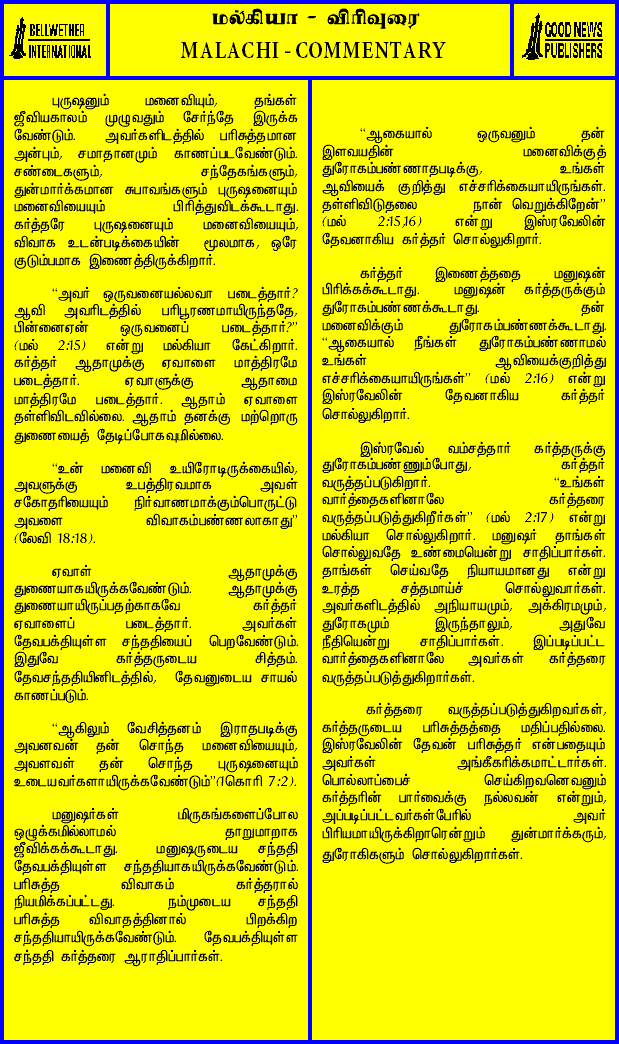 மல்கியா - விரிவுரை
BELLWETHER
INTERNATIONAL
MALACHI - COMMENTARY
GOOD NEWS
PUBLISHERS
புருஷனும் மனைவியும், தங்கள்
ஜீவியகாலம் முழுவதும் சேர்ந்தே இருக்க
வேண்டும். அவர்களிடத்தில் பரிசுத்தமான
அன்பும், சமாதானமும் காணப்படவேண்டும்.
சண்டைகளும், சந்தேகங்களும்,
துன்மார்க்கமான சுபாவங்களும் புருஷனையும்
மனைவியையும் பிரித்துவிடக்கூடாது.
கர்த்தரே புருஷனையும் மனைவியையும்,
விவாக உடன்படிக்கையின் மூலமாக, ஒரே
குடும்பமாக இணைத்திருக்கிறார்.
“அவர் ஒருவனையல்லவா படைத்தார்?
ஆவி அவரிடத்தில் பரிபூரணமாயிருந்ததே,
பின்னைஏன் ஒருவனைப் படைத்தார்?”
(மல் 2:15) என்று மல்கியா கேட்கிறார்.
கர்த்தர் ஆதாமுக்கு ஏவாளை மாத்திரமே
படைத்தார். ஏவாளுக்கு ஆதாமை
மாத்திரமே படைத்தார். ஆதாம் ஏவாளை
தள்ளிவிடவில்லை. ஆதாம் தனக்கு மற்றொரு
துணையைத் தேடிப்போகவுமில்லை.
“உன் மனைவி உயிரோடிருக்கையில்,
அவளுக்கு உபத்திரவமாக அவள்
சகோதரியையும் நிர்வாணமாக்கும்பொருட்டு
அவளை விவாகம்பண்ணலாகாது”
(லேவி 18:18).
ஏவாள் ஆதாமுக்கு
துணையாகயிருக்கவேண்டும். ஆதாமுக்கு
துணையாயிருப்பதற்காகவே கர்த்தர்
ஏவாளைப் படைத்தார். அவர்கள்
தேவபக்தியுள்ள சந்ததியைப் பெறவேண்டும்.
இதுவே கர்த்தருடைய சித்தம்.
தேவசந்ததியினிடத்தில், தேவனுடைய சாயல்
காணப்படும்.
“ஆகிலும் வேசித்தனம் இராதபடிக்கு
அவனவன் தன் சொந்த மனைவியையும்,
அவளவள் தன் சொந்த புருஷனையும்
உடையவர்களாயிருக்கவேண்டும்”(1கொரி 7:2).
மனுஷர்கள் மிருகங்களைப்போல
ஒழுக்கமில்லாமல் தாறுமாறாக
ஜீவிக்கக்கூடாது. மனுஷருடைய சந்ததி
தேவபக்தியுள்ள சந்ததியாகயிருக்கவேண்டும்.
பரிசுத்த விவாகம் கர்த்தரால்
நியமிக்கப்பட்டது. நம்முடைய சந்ததி
பரிசுத்த விவாதத்தினால் பிறக்கிற
சந்ததியாயிருக்கவேண்டும். தேவபக்தியுள்ள
சந்ததி கர்த்தரை ஆராதிப்பார்கள்.
“ஆகையால் ஒருவனும் தன்
இளவயதின் மனைவிக்குத்
துரோகம்பண்ணாதபடிக்கு, உங்கள்
ஆவியைக் குறித்து எச்சரிக்கையாயிருங்கள்.
தள்ளிவிடுதலை நான் வெறுக்கிறேன்”
(மல் 2:15,16) என்று இஸ்ரவேலின்
தேவனாகிய கர்த்தர் சொல்லுகிறார்.
கர்த்தர் இணைத்ததை மனுஷன்
பிரிக்கக்கூடாது. மனுஷன் கர்த்தருக்கும்
துரோகம்பண்ணக்கூடாது. தன்
மனைவிக்கும் துரோகம்பண்ணக்கூடாது.
“ஆகையால் நீங்கள் துரோகம்பண்ணாமல்
உங்கள் ஆவியைக்குறித்து
எச்சரிக்கையாயிருங்கள்” (மல் 2:16) என்று
இஸ்ரவேலின் தேவனாகிய கர்த்தர்
சொல்லுகிறார்.
இஸ்ரவேல் வம்சத்தார் கர்த்தருக்கு
துரோகம்பண்ணும்போது, கர்த்தர்
வருத்தப்படுகிறார். “உங்கள்
வார்த்தைகளினாலே கர்த்தரை
வருத்தப்படுத்துகிறீர்கள்” (மல் 2:17) என்று
மல்கியா சொல்லுகிறார். மனுஷர் தாங்கள்
சொல்லுவதே உண்மையென்று சாதிப்பார்கள்.
தாங்கள் செய்வதே நியாயமானது என்று
உரத்த சத்தமாய்ச் சொல்லுவார்கள்.
அவர்களிடத்தில் அநியாயமும், அக்கிரமமும்,
துரோகமும் இருந்தாலும், அதுவே
நீதியென்று சாதிப்பார்கள். இப்படிப்பட்ட
வார்த்தைகளினாலே அவர்கள் கர்த்தரை
வருத்தப்படுத்துகிறார்கள்.
கர்த்தரை வருத்தப்படுத்துகிறவர்கள்,
கர்த்தருடைய பரிசுத்தத்தை மதிப்பதில்லை.
இஸ்ரவேலின் தேவன் பரிசுத்தர் என்பதையும்
அவர்கள் அங்கீகரிக்கமாட்டார்கள்.
பொல்லாப்பைச் செய்கிறவனெவனும்
கர்த்தரின் பார்வைக்கு நல்லவன் என்றும்,
அப்படிப்பட்டவர்கள்பேரில் அவர்
பிரியமாயிருக்கிறாரென்றும் துன்மார்க்கரும்,
துரோகிகளும் சொல்லுகிறார்கள்.